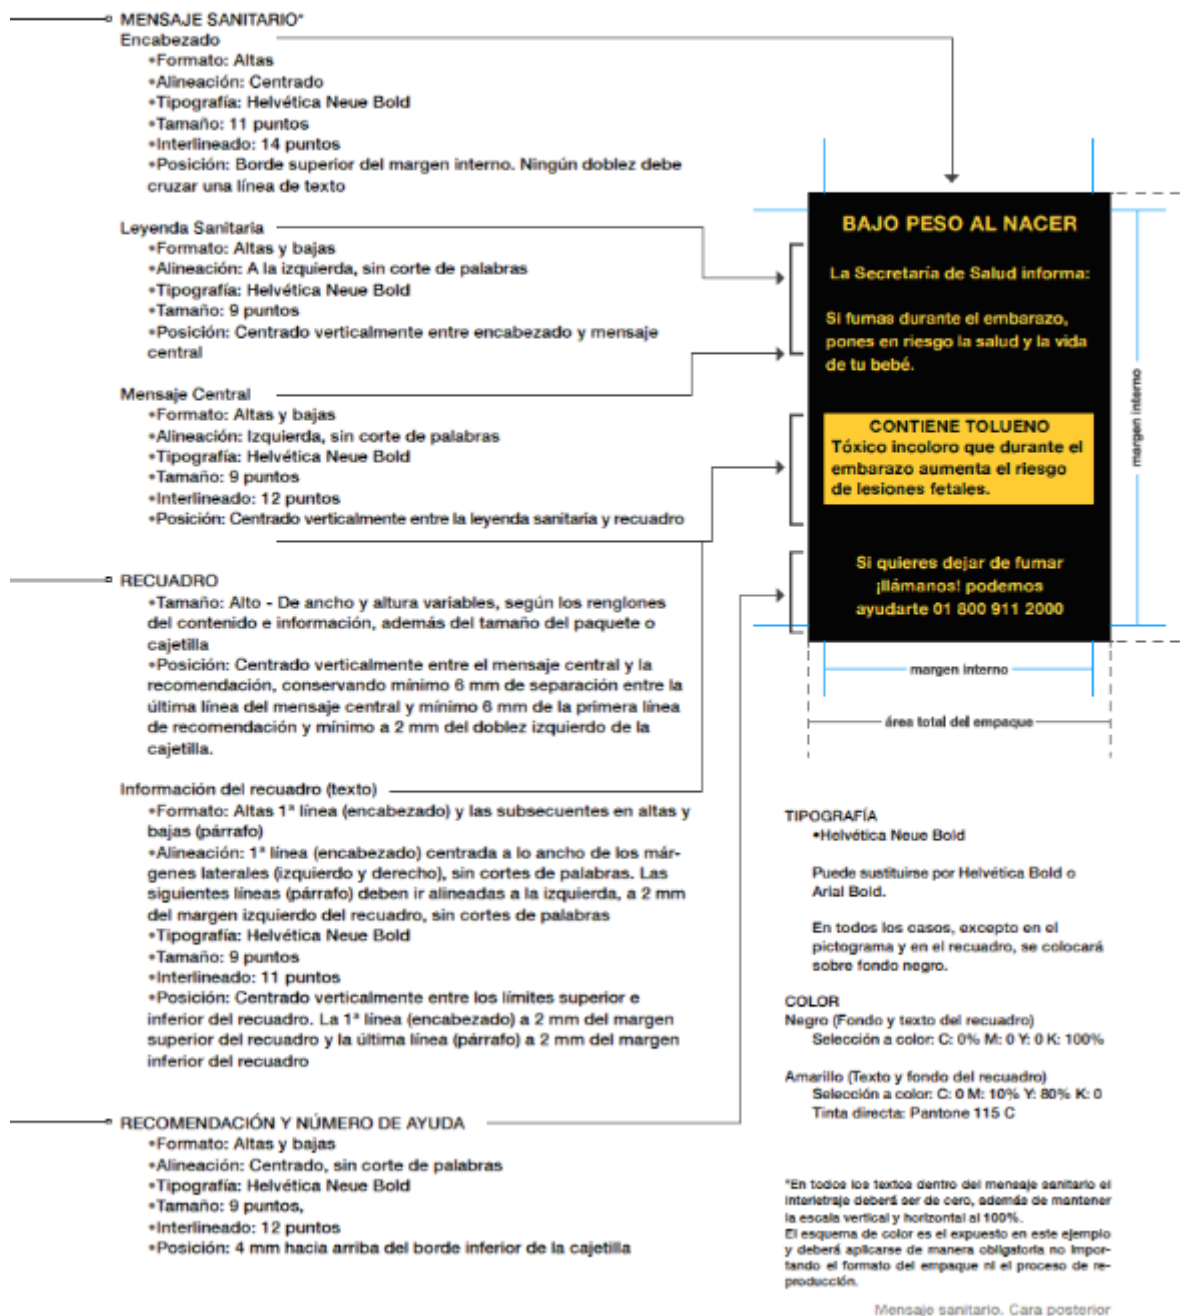 MENSAJE SANITARIO*
Encabezado
•Formato: Altas
•Alineación: Centrado
•Tipografía: Helvética Neue Bold
•Tamaño: 11 puntos
•Interlineado: 14 puntos
•Posición: Borde superior del margen interno. Ningún doblez debe
cruzar una línea de texto
Leyenda Sanitaria
•Formato: Altas y bajas
•Alineación: A la izquierda, sin corte de palabras
•Tipografía: Helvética Neue Bold
•Tamaño: 9 puntos
•Posición: Centrado verticalmente entre encabezado y mensaje
central
Mensaje Central
•Formato: Altas y bajas
•Alineación: Izquierda, sin corte de palabras
•Tipografía: Helvética Neue Bold
•Tamaño: 9 puntos
•Interlineado: 12 puntos
•Posición: Centrado verticalmente entre la leyenda sanitaria y recuadro
RECUADRO
•Tamaño: Alto - De ancho y altura variables, según los renglones
del contenido e información, además del tamaño del paquete o
cajetilla
•Posición: Centrado verticalmente entre el mensaje central y la
recomendación, conservando mínimo 6 mm de separación entre la
última línea del mensaje central y mínimo 6 mm de la primera línea
de recomendación y mínimo a 2 mm del doblez izquierdo de la
cajetilla.
Información del recuadro (texto)
•Formato: Altas 1ª línea (encabezado) y las subsecuentes en altas y
bajas (párrafo)
•Alineación: 1ª línea (encabezado) centrada a lo ancho de los már-
genes laterales (izquierdo y derecho), sin cortes de palabras. Las
siguientes líneas (párrafo) deben ir alineadas a la izquierda, a 2 mm
del margen izquierdo del recuadro, sin cortes de palabras
•Tipografía: Helvética Neue Bold
•Tamaño: 9 puntos
•Interlineado: 11 puntos
•Posición: Centrado verticalmente entre los límites superior e
inferior del recuadro. La 1ª línea (encabezado) a 2 mm del margen
superior del recuadro y la última línea (párrafo) a 2 mm del margen
inferior del recuadro
RECOMENDACIÓN Y NÚMERO DE AYUDA
•Formato: Altas y bajas
•Alineación: Centrado, sin corte de palabras
•Tipografía: Helvética Neue Bold
•Tamaño: 9 puntos,
•Interlineado: 12 puntos
•Posición: 4 mm hacia arriba del borde inferior de la cajetilla
BAJO PESO AL NACER
La Secretaría de Salud informa:
Si fumas durante el embarazo,
pones en riesgo la salud y la vida
de tu bebé.
CONTIENE TOLUENO
Tóxico incoloro que durante el
embarazo aumenta el riesgo
de lesiones fetales.
Si quieres dejar de fumar
¡llámanos! podemos
ayudarte 01 800 911 2000
margen interno
margen interno
área total del empaque
TIPOGRAFÍA
•Helvética Neue Bold
Puede sustituirse por Helvética Bold o
Arial Bold.
En todos los casos, excepto en el
pictograma y en el recuadro, se colocará
sobre fondo negro.
COLOR
Negro (Fondo y texto del recuadro)
Selección a color: C: 0% M: 0 Y: 0 K: 100%
Amarillo (Texto y fondo del recuadro)
Selección a color: C: 0 M: 10% Y: 80% K: 0
Tinta directa: Pantone 115 C
*En todos los textos dentro del mensaje sanitario el
interletraje deberá ser de cero, además de mantener
la escala vertical y horizontal al 100%.
El esquema de color es el expuesto en este ejemplo
y deberá aplicarse de manera obligatoria no impor-
tando el formato del empaque ni el proceso de re-
producción.
Mensaje sanitario. Cara posterior